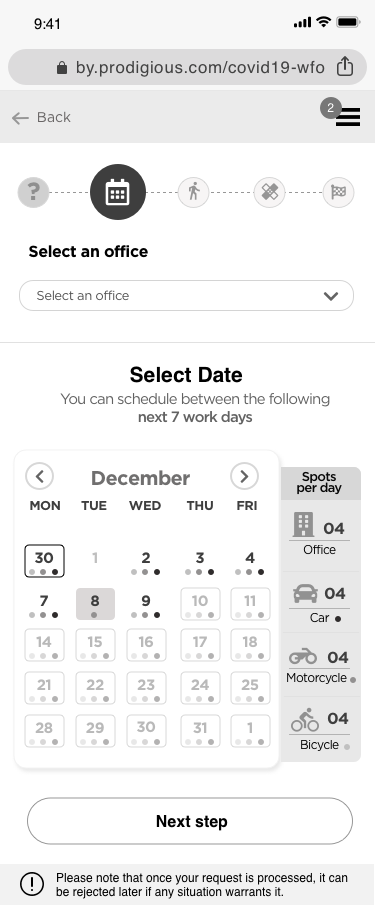 9:41
by.prodigious.com/covid19-wfo
Back
2
?
Select an office
Select an office
Select Date
You can schedule between the following
next 7 work days
December
MON TUE WED THU FRI
30 1 2 3 4
7 8 9 10 11
14 15 16 17 18
21 22 23 24 25
28 29 30 31 1
Spots
per day
04
Office
04
Car
04
Motorcycle
04
Bicycle
Next step
Please note that once your request is processed, it can
be rejected later if any situation warrants it.